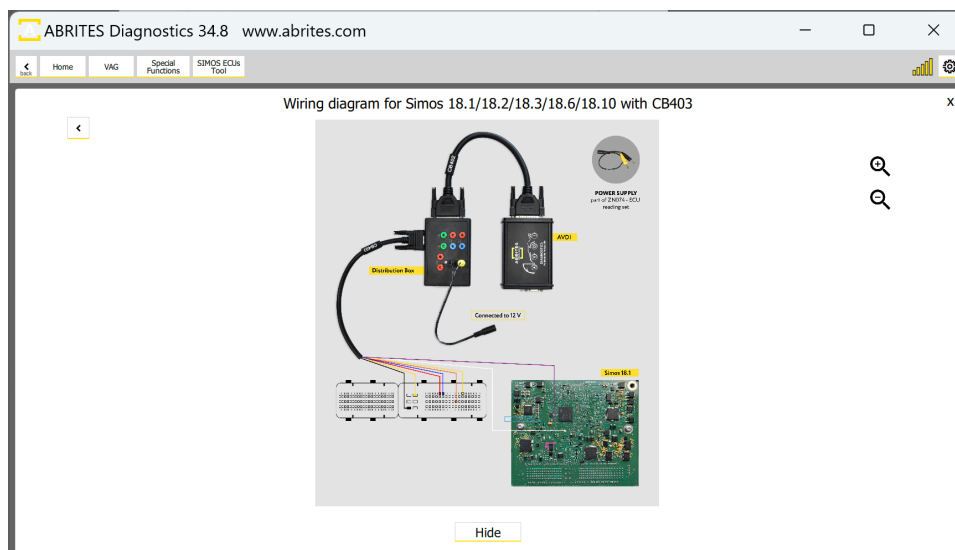 ABRITES Diagnostics 34.8 www.abrites.com
back
Home
VAG
Special
Functions
SIMOS ECUs
Tool
Wiring diagram for Simos 18.1/18.2/18.3/18.6/18.10 with CB403
x
CB402
POWER SUPPLY
part of ZN074 - ECU
reading set
CB403
AVDI
ABRITES
Distribution Box
Connected to 12 V
Simos 18.1
Hide